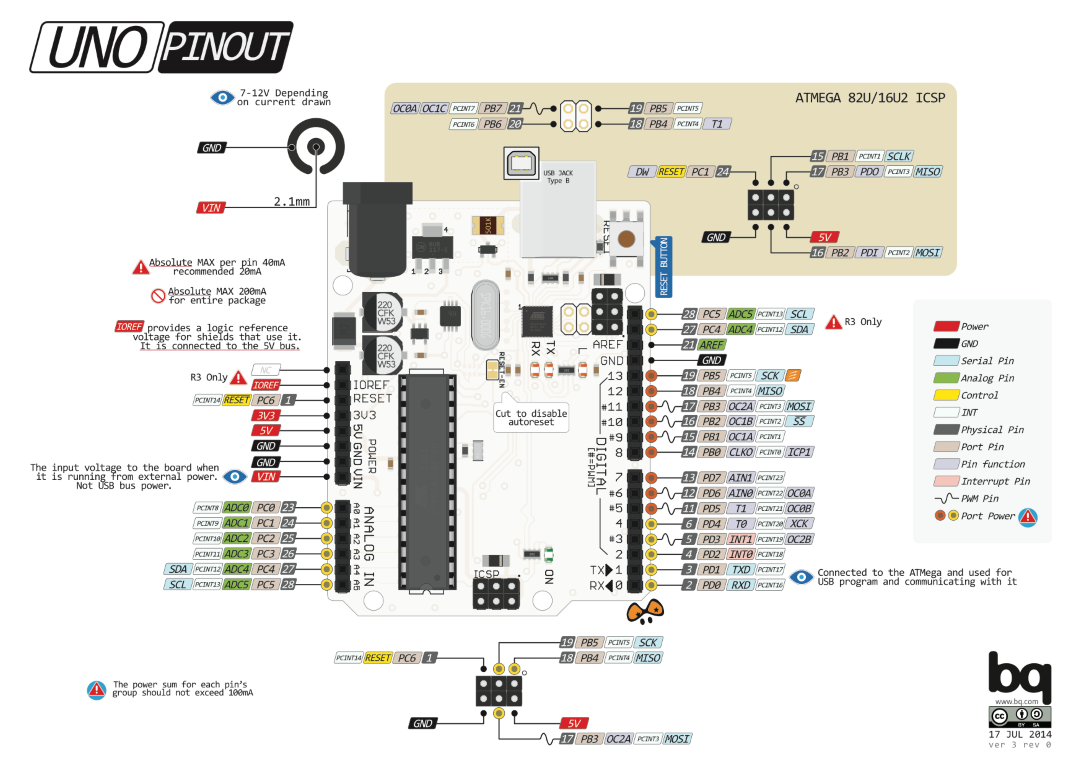 UNO PINOUT
7-12V Depending
on current drawn
GND
VIN
2.1mm
Absolute MAX per pin 40mA
recommended 20mA
Absolute MAX 200mA
for entire package
IOREF provides a logic reference
voltage for shields that use it.
It is connected to the 5V bus.
ATMEGA 82U/16U2 ICSP
OC0A OC1C PCINT7 PB7 21
19 PB5 PCINT5
PCINT6 PB6 20
18 PB4 PCINT4 T1
15 PB1 PCINT1 SCLK
DW RESET PC1 24
17 PB3 PDO PCINT3 MISO
GND
5V
16 PB2 PDI PCINT2 MOSI
USB JACK
Type B
RESET
RESET BUTTON
4
1 2 3
501K
220
CFK
W53
220
CFK
W53
1
RX
TX
L
RESET-EN
Cut to disable
autoreset
R3 Only
NC
IOREF
IOREF
PCINT14 RESET PC6 1
RESET
3V3
3V3
5V
5V
GND
GND
GND
VIN
VIN
POWER
The input voltage to the board when
it is running from external power.
Not USB bus power.
PCINT8 ADC0 PC0 23
A0
PCINT9 ADC1 PC1 24
A1
PCINT10 ADC2 PC2 25
A2
PCINT11 ADC3 PC3 26
A3
SDA PCINT12 ADC4 PC4 27
A4
SCL PCINT13 ADC5 PC5 28
A5
ANALOG IN
28 PC5 ADC5 PCINT13 SCL
27 PC4 ADC4 PCINT12 SDA
R3 Only
AREF 21 AREF
GND GND
13 19 PB5 PCINT5 SCK
12 18 PB4 PCINT4 MISO
#11 17 PB3 OC2A PCINT3 MOSI
#10 16 PB2 OC1B PCINT2 SS
#9 15 PB1 OC1A PCINT1
8 14 PB0 CLKO PCINT0 ICP1
7 13 PD7 AIN1 PCINT23
#6 12 PD6 AIN0 PCINT22 OC0A
#5 11 PD5 T1 PCINT21 OC0B
4 6 PD4 T0 PCINT20 XCK
#3 5 PD3 INT1 PCINT19 OC2B
2 4 PD2 INT0 PCINT18
TX 1 3 PD1 TXD PCINT17
RX 0 2 PD0 RXD PCINT16
DIGITAL
[#=PWM]
Connected to the ATMega and used for
USB program and communicating with it
ICSP
ON
Power
GND
Serial Pin
Analog Pin
Control
INT
Physical Pin
Port Pin
Pin function
Interrupt Pin
PWM Pin
Port Power
19 PB5 PCINT5 SCK
PCINT14 RESET PC6 1
18 PB4 PCINT4 MISO
GND
5V
17 PB3 OC2A PCINT3 MOSI
The power sum for each pin's
group should not exceed 100mA
bq
www.bq.com
cc
BY SA
17 JUL 2014
ver 3 rev 0